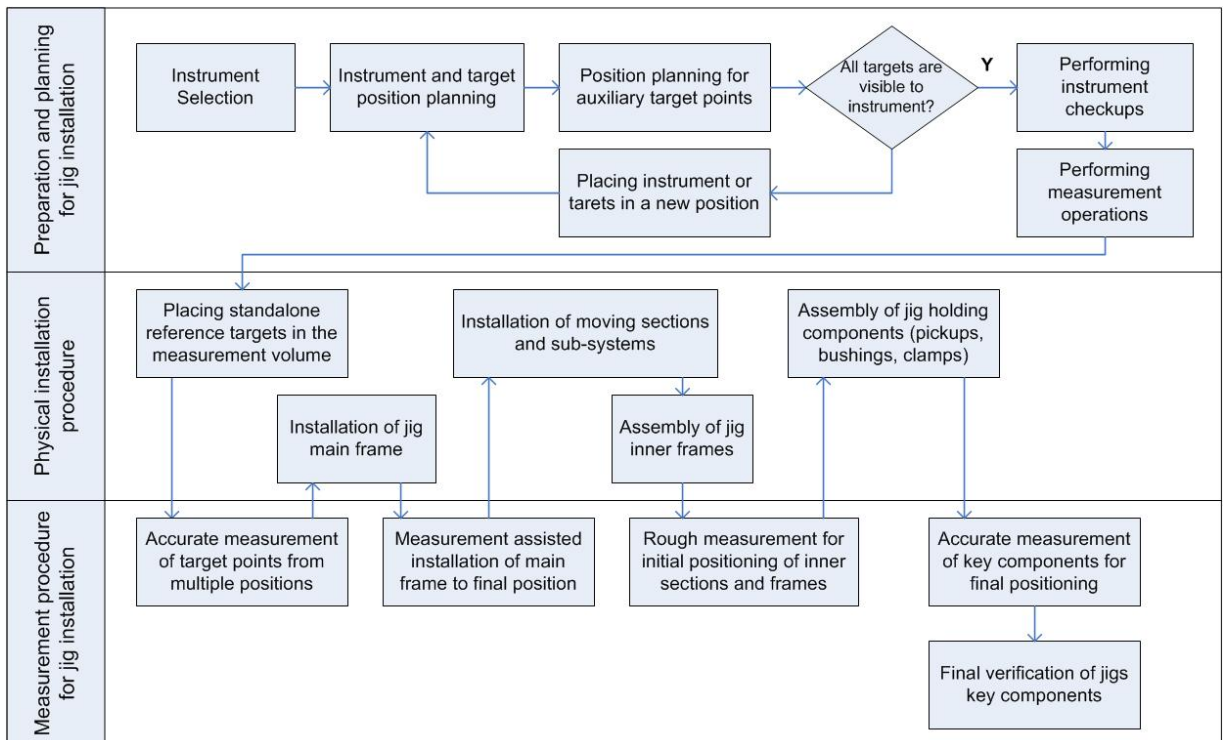 Preparation and planning
for jig installation
Instrument
Selection
Instrument and target
position planning
Position planning for
auxiliary target points
All targets are
visible to
instrument?
Y
Performing
instrument
checkups
Placing instrument or
tarets in a new position
Performing
measurement
operations
Physical installation
procedure
Placing standalone
reference targets in the
measurement volume
Installation of jig
main frame
Installation of moving sections
and sub-systems
Assembly of jig
inner frames
Assembly of jig holding
components (pickups,
bushings, clamps)
Measurement procedure
for jig installation
Accurate measurement
of target points from
multiple positions
Measurement assisted
installation of main
frame to final position
Rough measurement for
initial positioning of inner
sections and frames
Accurate measurement
of key components for
final positioning
Final verification of jigs
key components